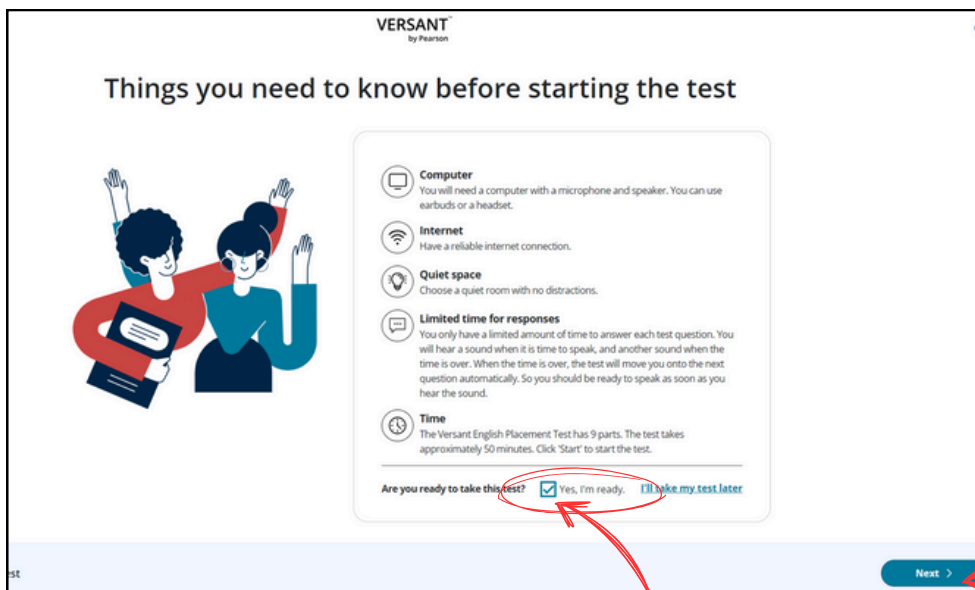 VERSANT™
by Pearson
Things you need to know before starting the test
Computer
You will need a computer with a microphone and speaker. You can use
earbuds or a headset.
Internet
Have a reliable internet connection.
Quiet space
Choose a quiet room with no distractions.
Limited time for responses
You only have a limited amount of time to answer each test question. You
will hear a sound when it is time to speak, and another sound when the
time is over. When the time is over, the test will move you onto the next
question automatically. So you should be ready to speak as soon as you
hear the sound.
Time
The Versant English Placement Test has 9 parts. The test takes
approximately 50 minutes. Click 'Start' to start the test.
Are you ready to take this test? Yes, I'm ready. I'll take my test later
est
Next >